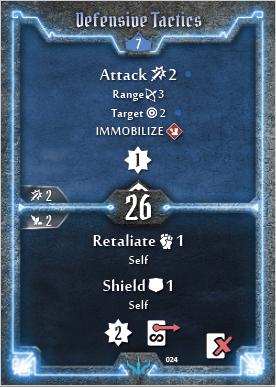 Defensive Tactics
7
Attack 2
Range 3
Target 2
IMMOBILIZE
1
2
26
2
Retaliate 1
Self
Shield 1
Self
2
024